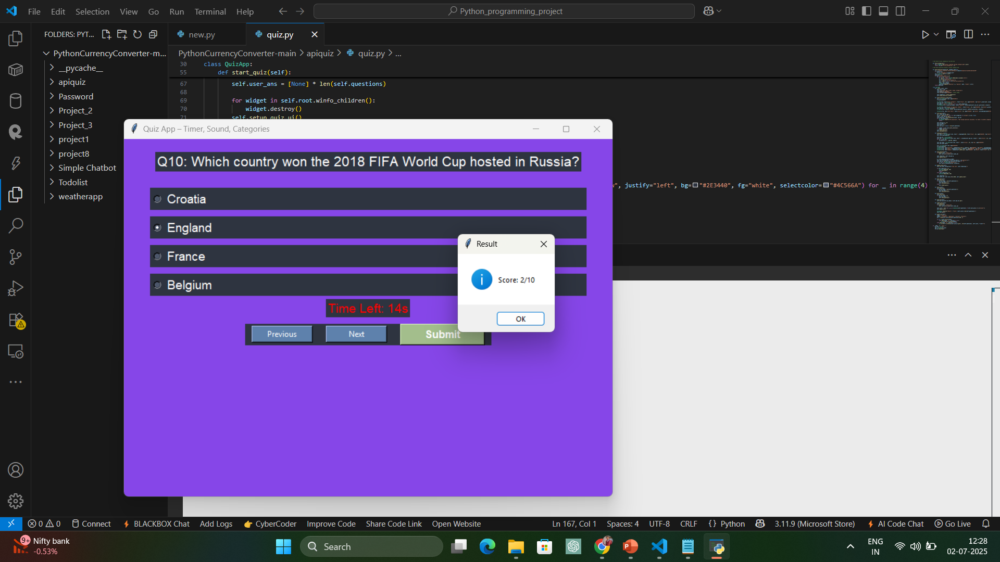 File Edit Selection View Go Run Terminal Help
Python_programming_project
FOLDERS: PYT...
new.py
quiz.py
PythonCurrencyConverter-m...
__pycache__
apiquiz
Password
Project_2
Project_3
project1
project8
Simple Chatbot
Todolist
weatherapp
PythonCurrencyConverter-main > apiquiz > quiz.py > ...
30 class QuizApp:
55 def start_quiz(self):
67 self.user_ans = [None] * len(self.questions)
68
69 for widget in self.root.winfo_children():
70 widget.destroy()
71 self.setup_quiz_ui()
", justify="left", bg="#2E3440", fg="white", selectcolor="#4C566A") for _ in range(4)
Quiz App – Timer, Sound, Categories
Q10: Which country won the 2018 FIFA World Cup hosted in Russia?
Croatia
England
France
Belgium
Time Left: 14s
Previous Next Submit
Result
Score: 2/10
OK
0 0 Connect BLACKBOX Chat Add Logs CyberCoder Improve Code Share Code Link Open Website
Ln 167, Col 1 Spaces: 4 UTF-8 CRLF {} Python 3.11.9 (Microsoft Store) AI Code Chat Go Live
9+
Nifty bank
-0.53%
Search
ENG
IN
12:28
02-07-2025